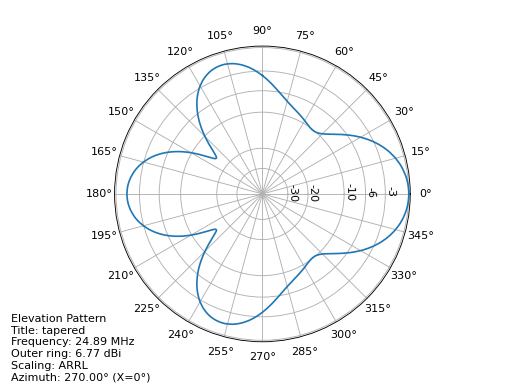 90°
105° 75°
120° 60°
135° 45°
150° 30°
165° 15°
180° -30 -20 -10 -6 -3 0°
195° 345°
210° 330°
225° 315°
240° 300°
255° 285°
270°
Elevation Pattern
Title: tapered
Frequency: 24.89 MHz
Outer ring: 6.77 dBi
Scaling: ARRL
Azimuth: 270.00° (X=0°)